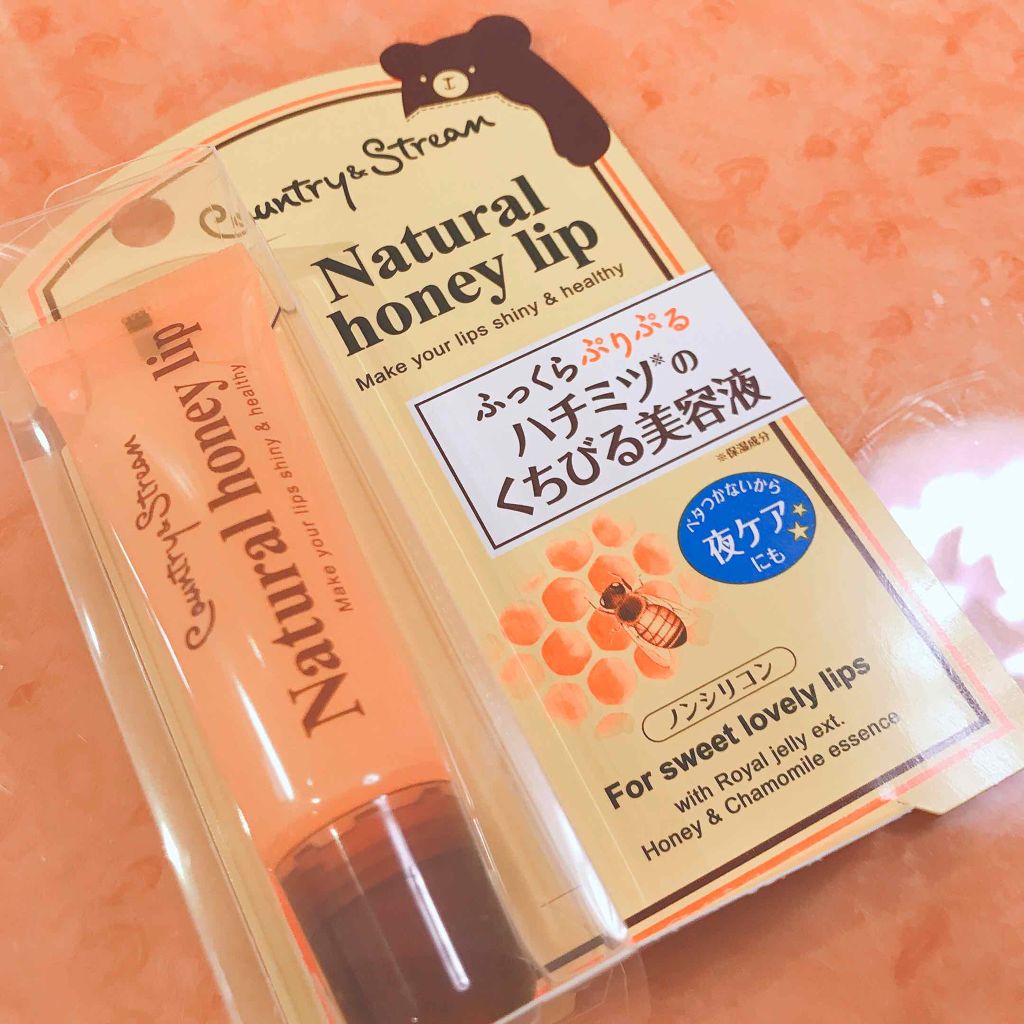 Country & Stream
Natural
honey lip
Make your lips shiny & healthy
ふっくらぷりぷる
ハチミツ※の
くちびる美容液
※保湿成分
ベタつかないから
夜ケア
にも
ノンシリコン
For sweet lovely lips
with Royal jelly ext.
Honey & Chamomile essence
Country & Stream
Natural honey lip
Make your lips shiny & healthy